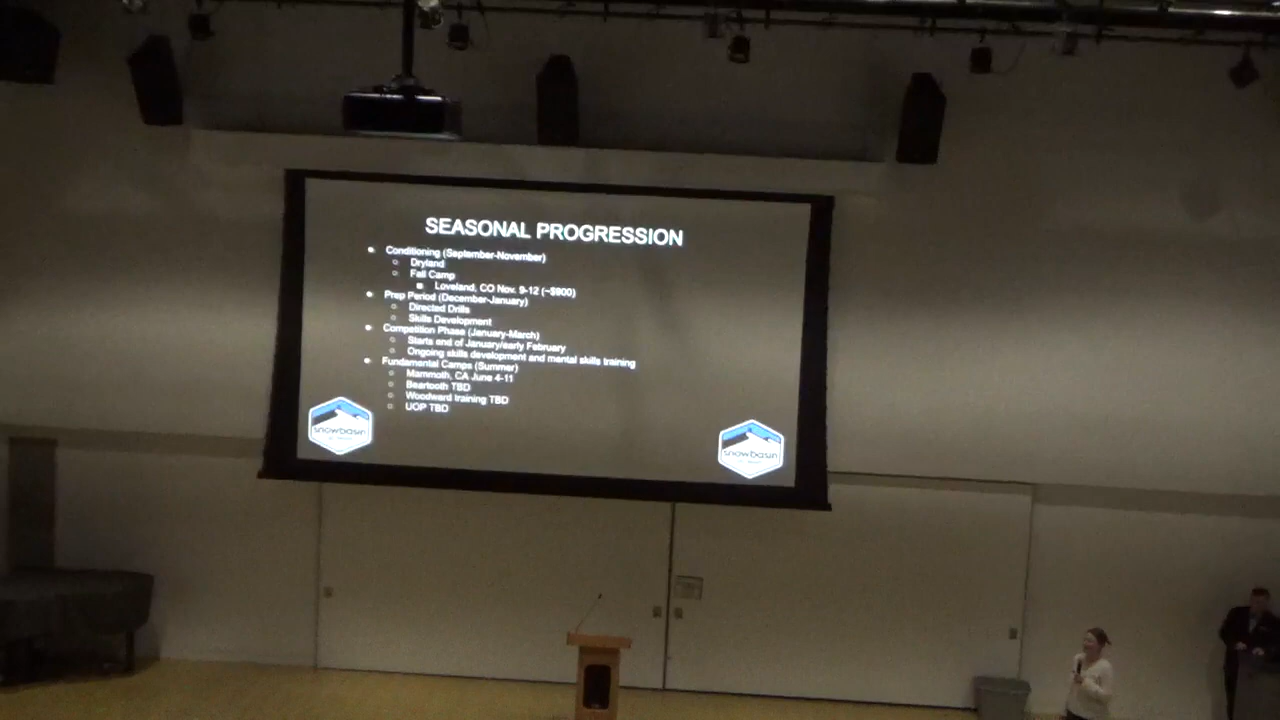 SEASONAL PROGRESSION
Conditioning (September-November)
Dryland
Fall Camp
Loveland, CO Nov. 9-12 (~$900)
Prep Period (December-January)
Directed Drills
Skills Development
Competition Phase (January-March)
Starts end of January/early February
Ongoing skills development and mental skills training
Fundamental Camps (Summer)
Mammoth, CA June 4-11
Beartooth TBD
Woodward training TBD
UOP TBD
snowbasin
snowbasin